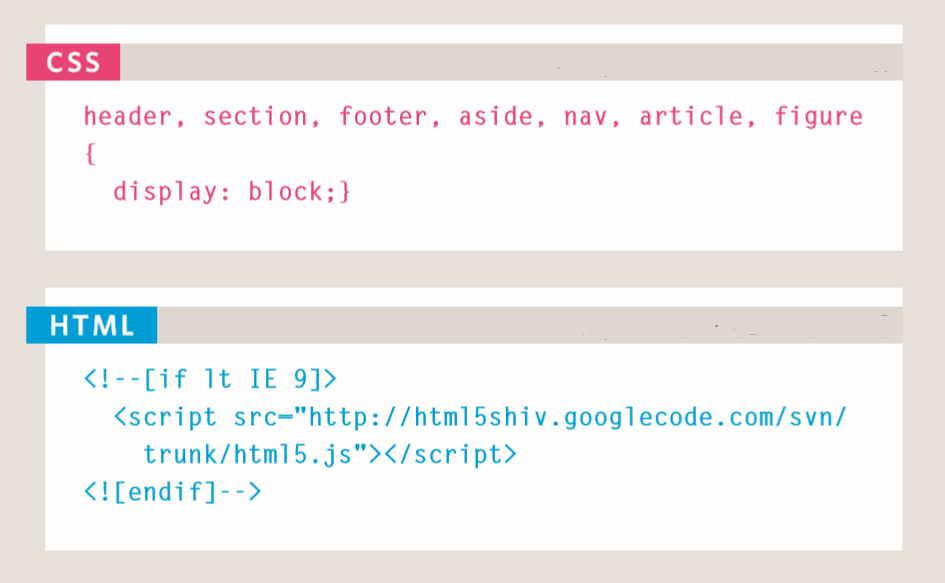 CSS
header, section, footer, aside, nav, article, figure
{
  display: block;}
HTML
<!--[if lt IE 9]>
  <script src="http://html5shiv.googlecode.com/svn/
    trunk/html5.js"></script>
<![endif]-->